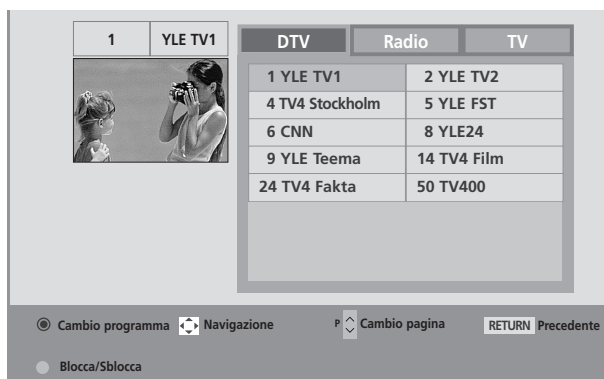 1 YLE TV1
DTV Radio TV
1 YLE TV1 2 YLE TV2
4 TV4 Stockholm 5 YLE FST
6 CNN 8 YLE24
9 YLE Teema 14 TV4 Film
24 TV4 Fakta 50 TV400
Cambio programma Navigazione P Cambio pagina RETURN Precedente
Blocca/Sblocca